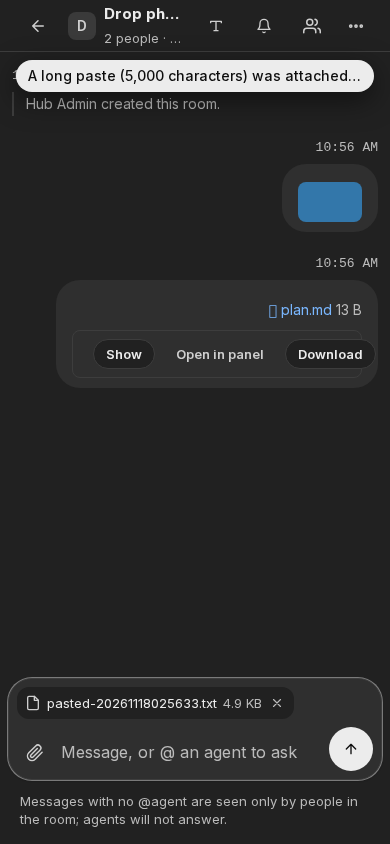 D
Drop ph…
2 people · …
A long paste (5,000 characters) was attached…
Hub Admin created this room.
10:56 AM
10:56 AM
plan.md 13 B
Show Open in panel Download
pasted-20261118025633.txt 4.9 KB
Message, or @ an agent to ask
Messages with no @agent are seen only by people in
the room; agents will not answer.